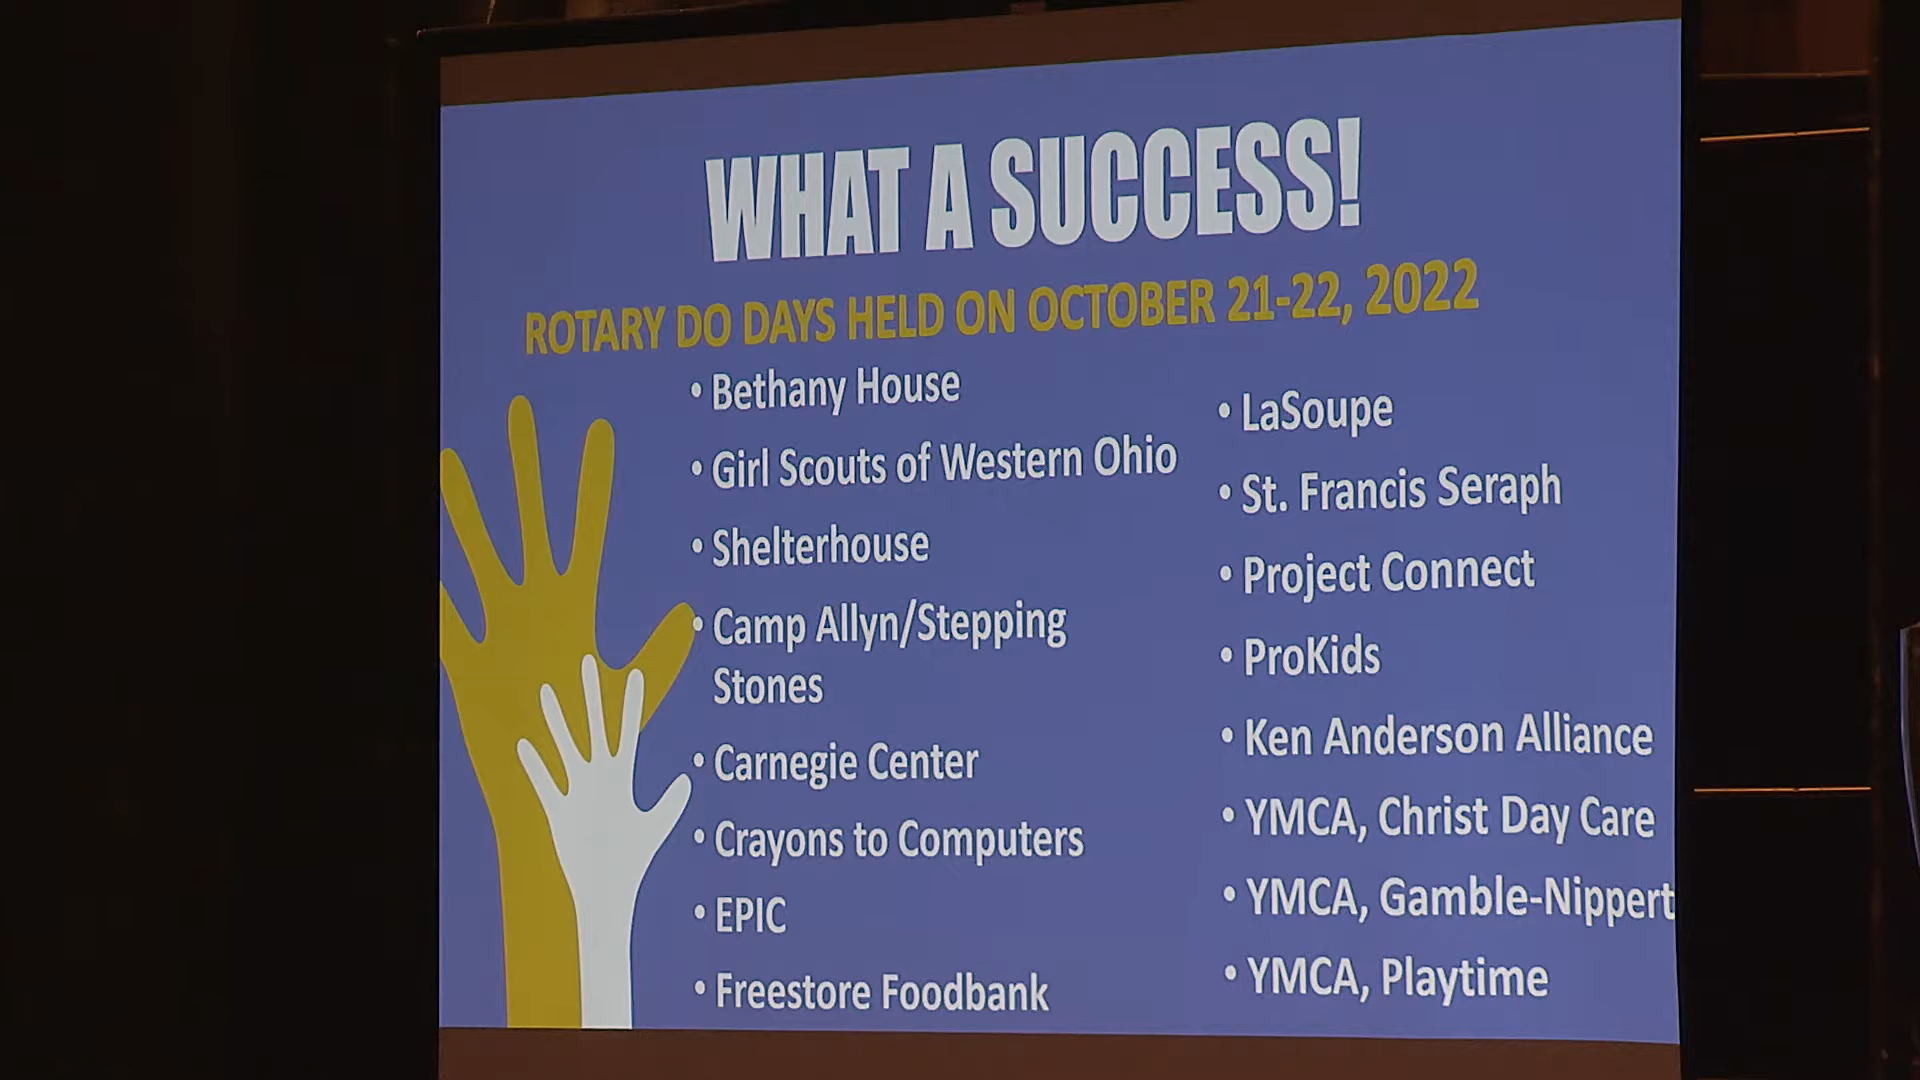 WHAT A SUCCESS!
ROTARY DO DAYS HELD ON OCTOBER 21-22, 2022
• Bethany House
• Girl Scouts of Western Ohio
• Shelterhouse
• Camp Allyn/Stepping
Stones
• Carnegie Center
• Crayons to Computers
• EPIC
• Freestore Foodbank
• LaSoupe
• St. Francis Seraph
• Project Connect
• ProKids
• Ken Anderson Alliance
• YMCA, Christ Day Care
• YMCA, Gamble-Nippert
• YMCA, Playtime